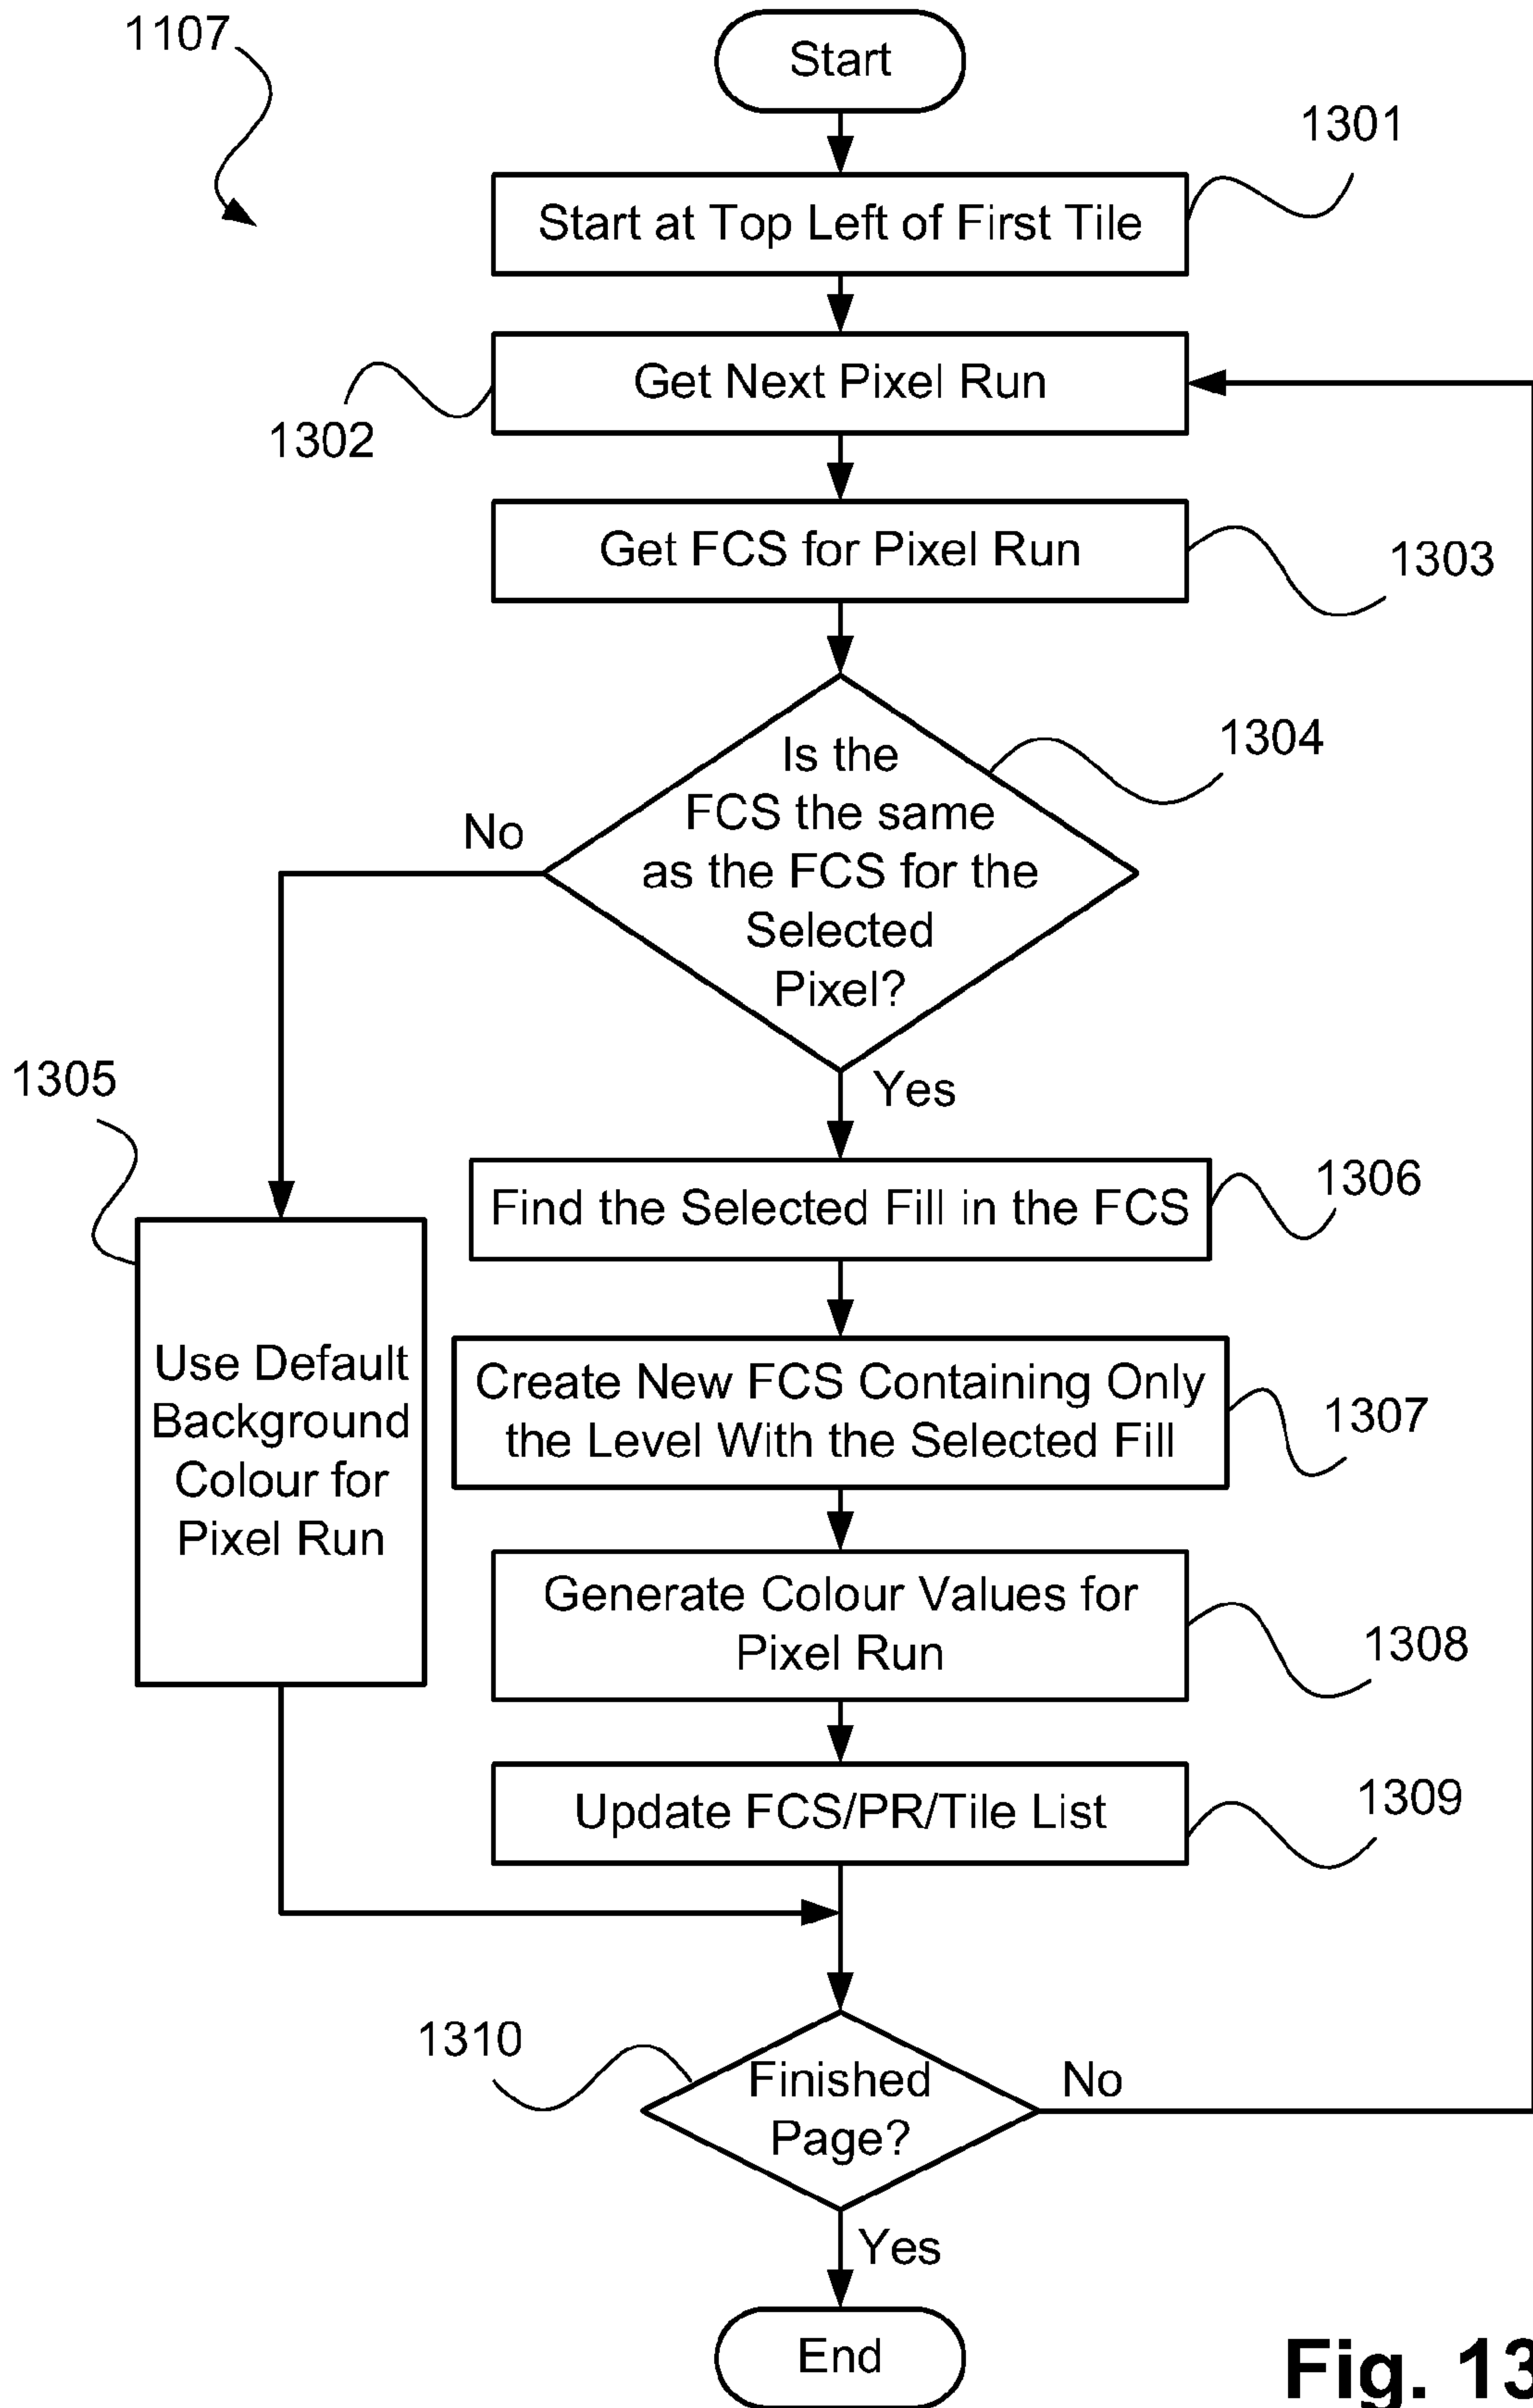 1107
Start
1301
Start at Top Left of First Tile
Get Next Pixel Run
1302
Get FCS for Pixel Run
1303
Is the
FCS the same
as the FCS for the
Selected
Pixel?
1304
No
Yes
1305
Use Default
Background
Colour for
Pixel Run
Find the Selected Fill in the FCS
1306
Create New FCS Containing Only
the Level With the Selected Fill
1307
Generate Colour Values for
Pixel Run
1308
Update FCS/PR/Tile List
1309
1310
Finished
Page?
No
Yes
End
Fig. 13